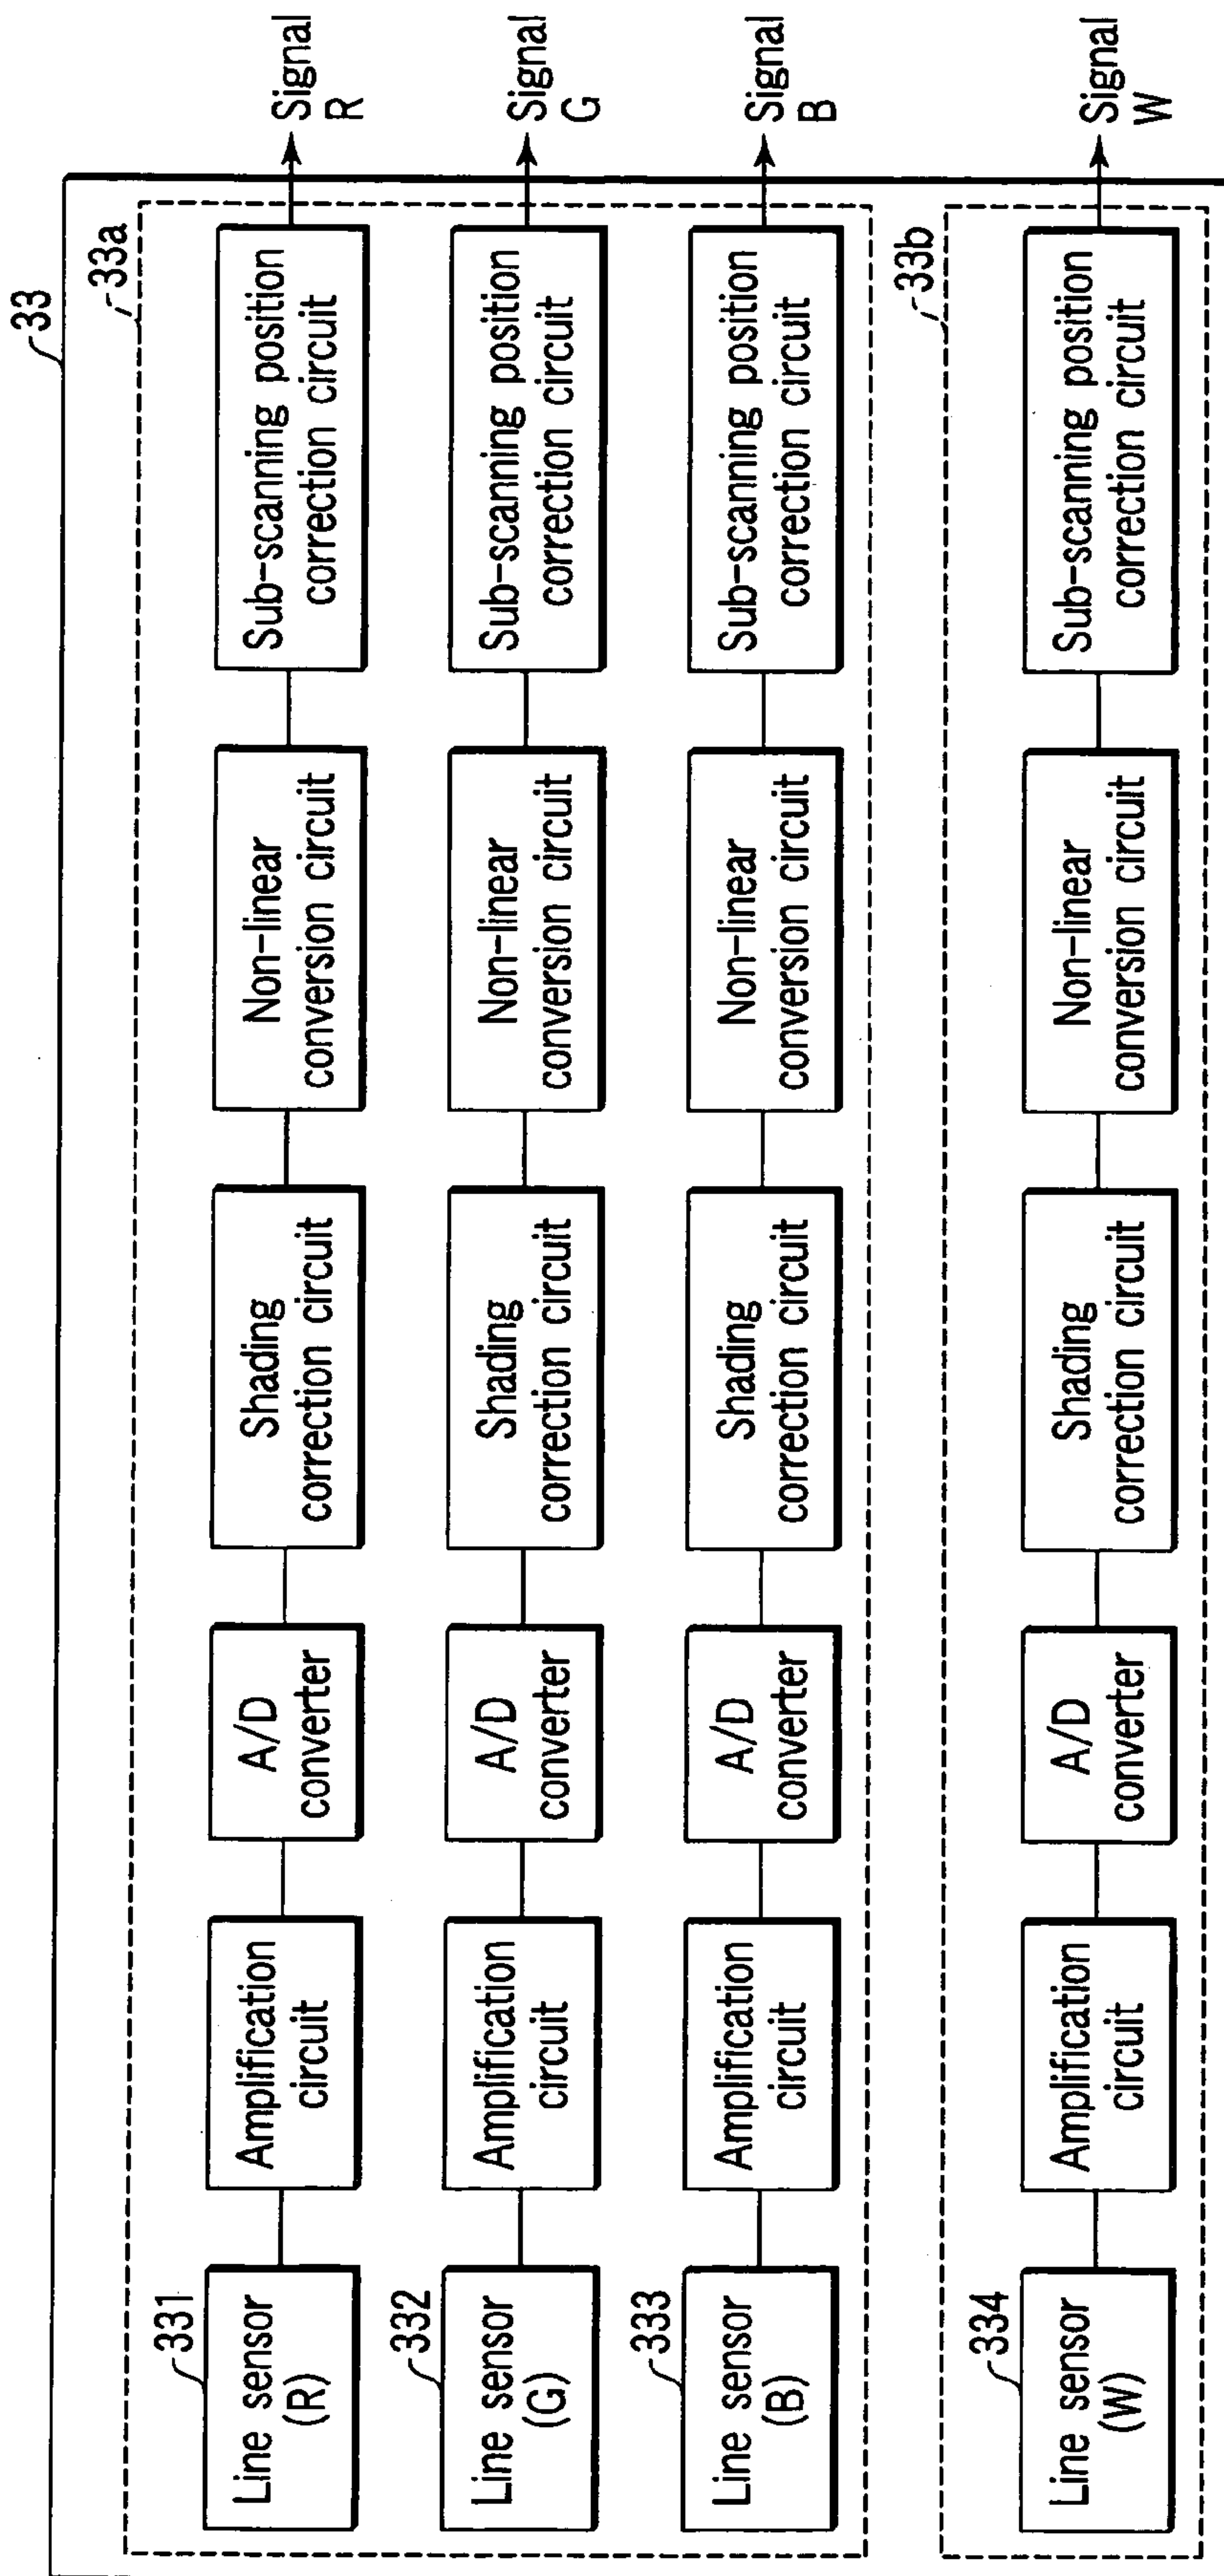 33
33a
331
Line sensor
(R)
Amplification
circuit
A/D
converter
Shading
correction circuit
Non-linear
conversion circuit
Sub-scanning position
correction circuit
Signal
R
332
Line sensor
(G)
Amplification
circuit
A/D
converter
Shading
correction circuit
Non-linear
conversion circuit
Sub-scanning position
correction circuit
Signal
G
333
Line sensor
(B)
Amplification
circuit
A/D
converter
Shading
correction circuit
Non-linear
conversion circuit
Sub-scanning position
correction circuit
Signal
B
33b
334
Line sensor
(W)
Amplification
circuit
A/D
converter
Shading
correction circuit
Non-linear
conversion circuit
Sub-scanning position
correction circuit
Signal
W